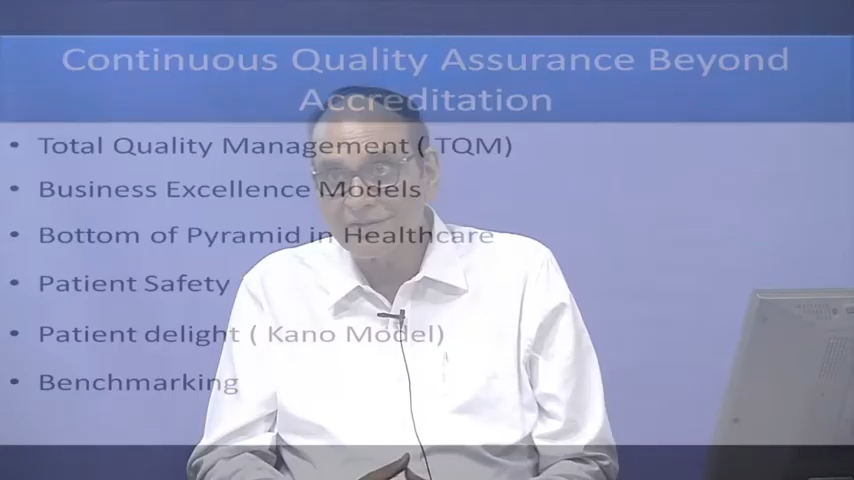 Continuous Quality Assurance Beyond
Accreditation
• Total Quality Management ( TQM)
• Business Excellence Models
• Bottom of Pyramid in Healthcare
• Patient Safety
• Patient delight ( Kano Model)
• Benchmarking